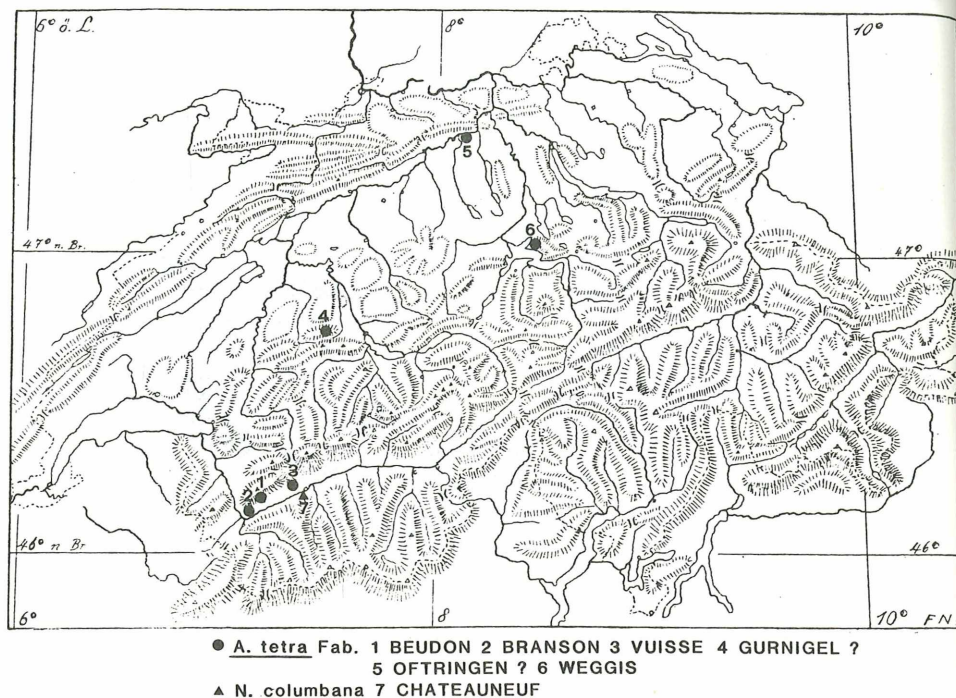 6° ö. L. 8° 10°
5
6
47° n. Br. 47°
4
3
1
2 7
46° n Br 46°
6° 8 10° FN
● A. tetra Fab. 1 BEUDON 2 BRANSON 3 VUISSE 4 GURNIGEL ?
5 OFTRINGEN ? 6 WEGGIS
▲ N. columbana 7 CHATEAUNEUF